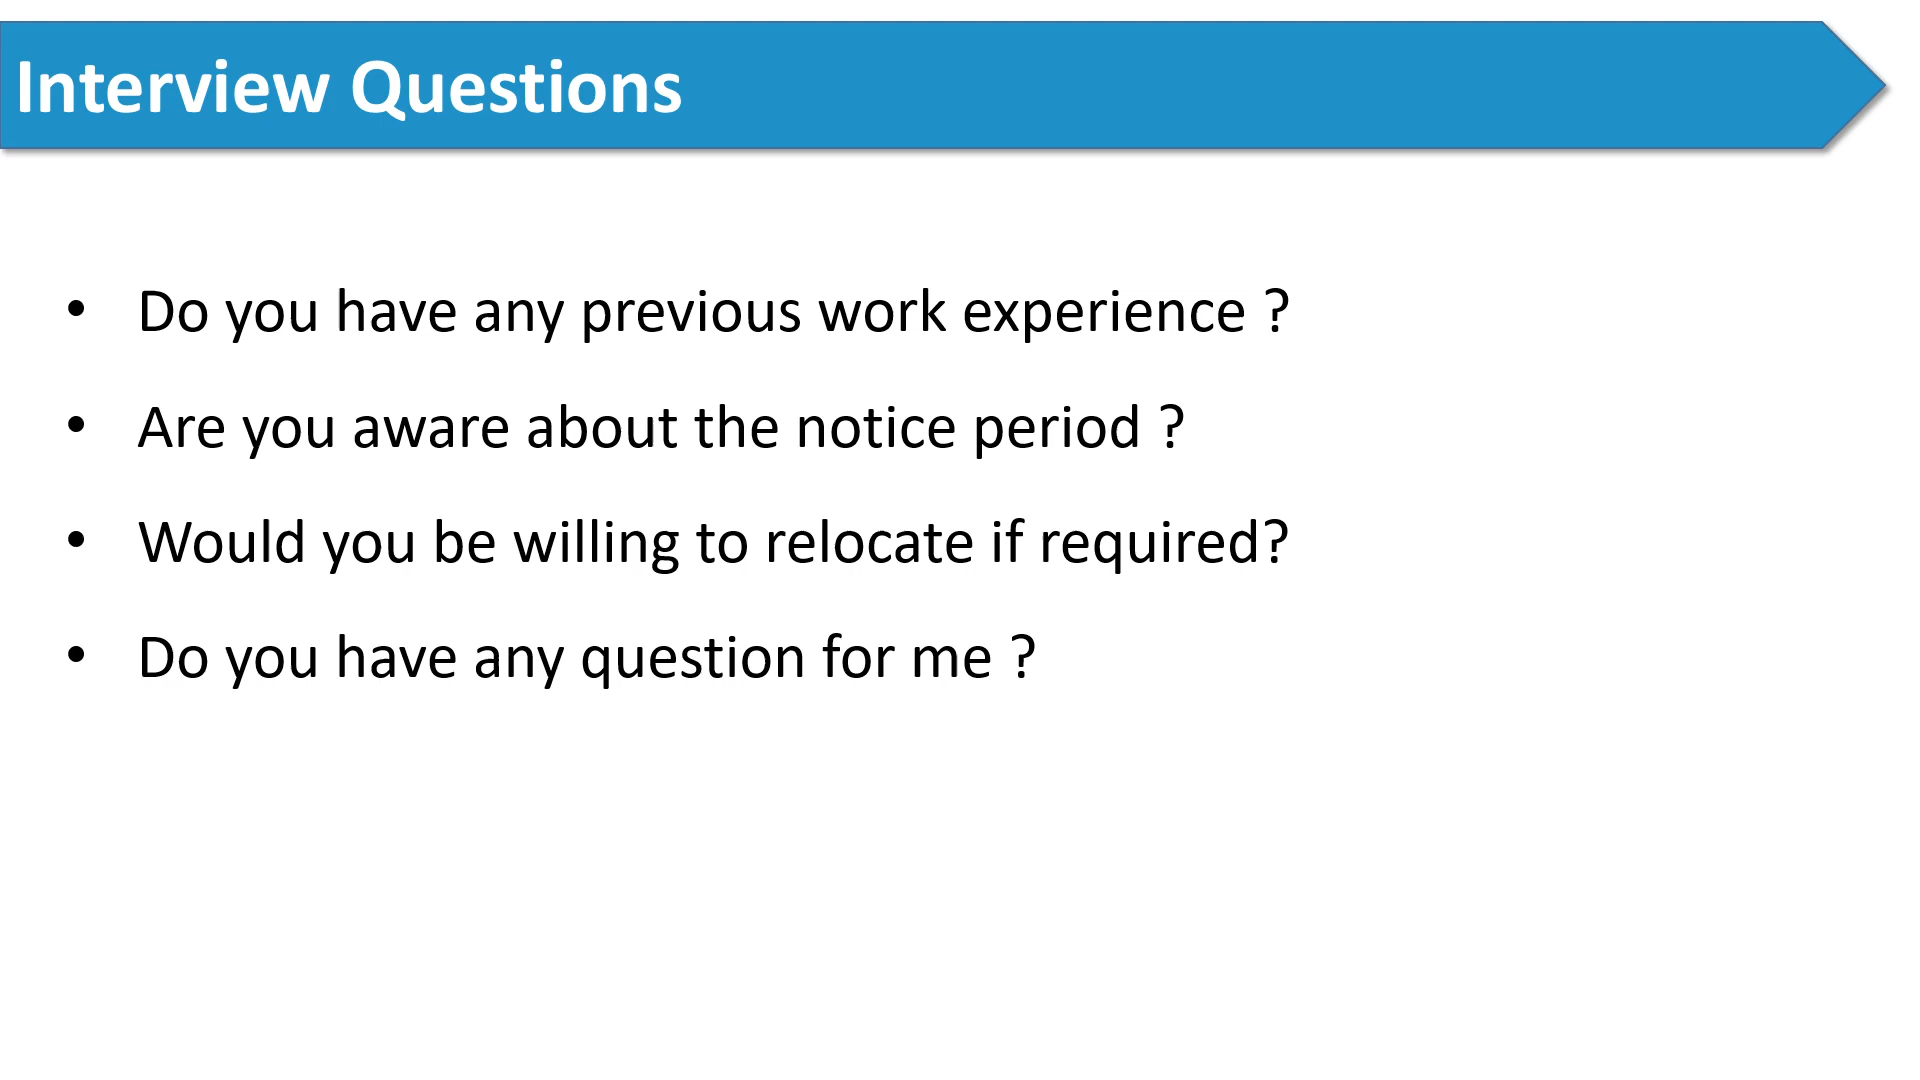 Interview Questions
• Do you have any previous work experience ?
• Are you aware about the notice period ?
• Would you be willing to relocate if required?
• Do you have any question for me ?